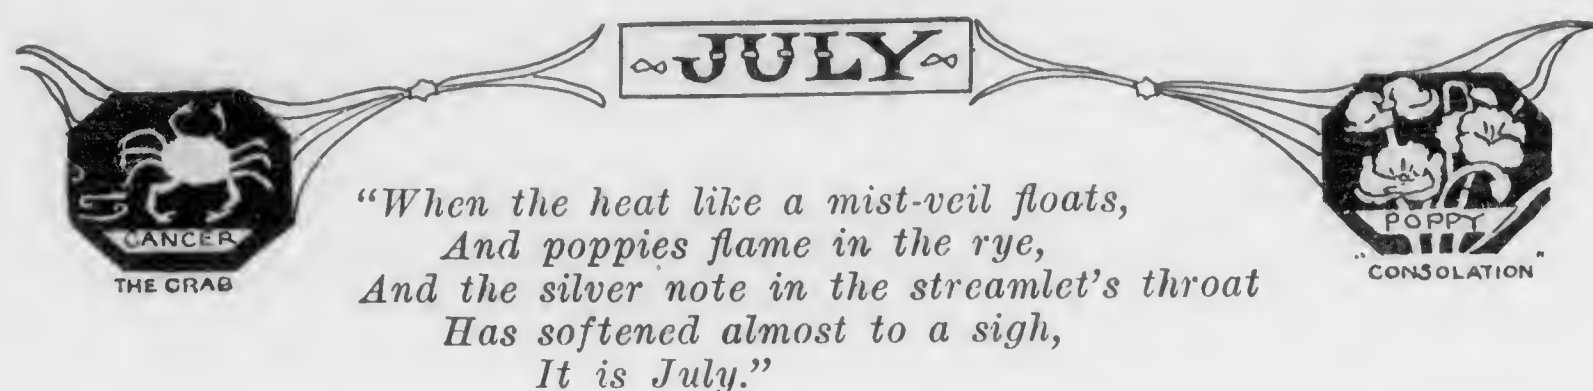 JULY
CANCER
THE CRAB
"When the heat like a mist-veil floats,
And poppies flame in the rye,
And the silver note in the streamlet's throat
Has softened almost to a sigh,
It is July."
POPPY
"CONSOLATION"